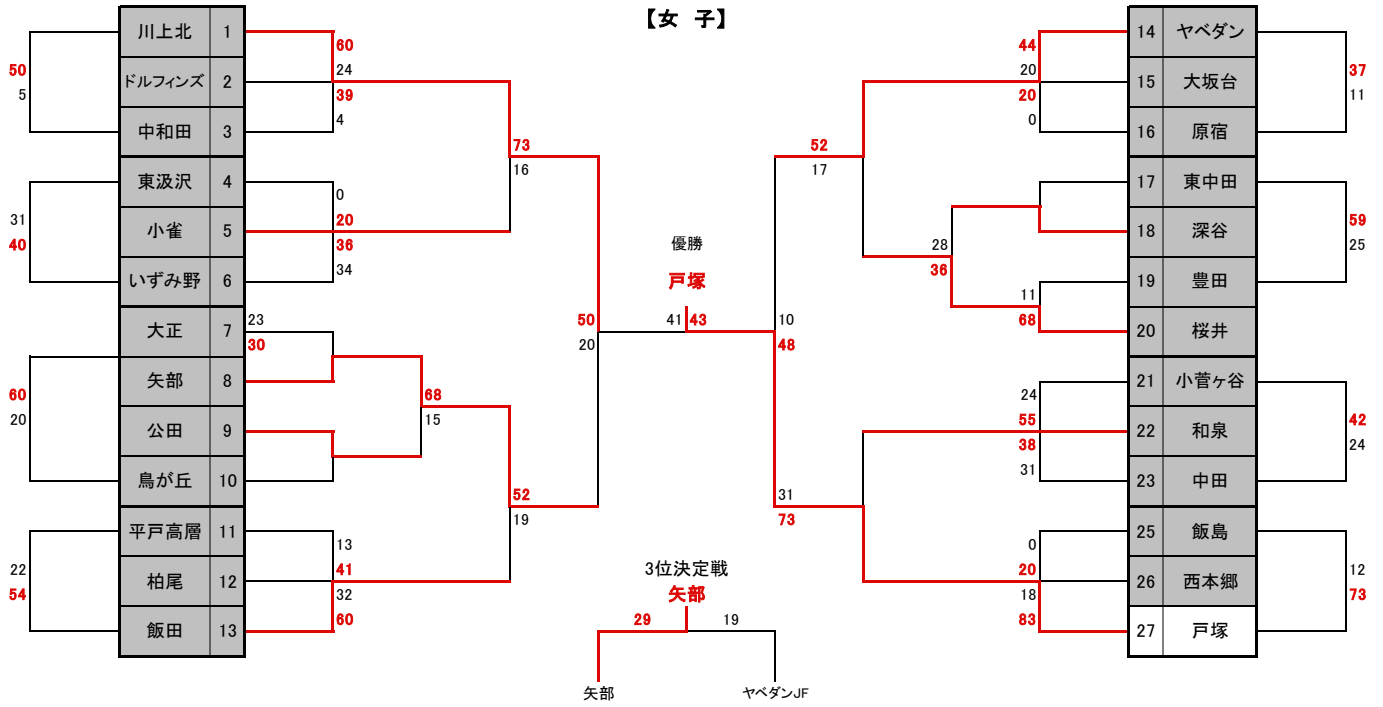 【女 子】
川上北 1
ドルフィンズ 2
中和田 3
東汲沢 4
小雀 5
いずみ野 6
大正 7
矢部 8
公田 9
鳥が丘 10
平戸高層 11
柏尾 12
飯田 13
50
5
31
40
60
20
22
54
60
24
39
4
0
20
36
34
23
30
13
41
32
60
68
15
73
16
52
19
50
20
優勝
戸塚
41 43
3位決定戦
矢部
29 19
矢部 ヤベダンJF
52
17
10
48
31
73
28
36
44
20
20
0
11
68
24
55
38
31
0
20
18
83
14 ヤベダン
15 大坂台
16 原宿
17 東中田
18 深谷
19 豊田
20 桜井
21 小菅ヶ谷
22 和泉
23 中田
25 飯島
26 西本郷
27 戸塚
37
11
59
25
42
24
12
73